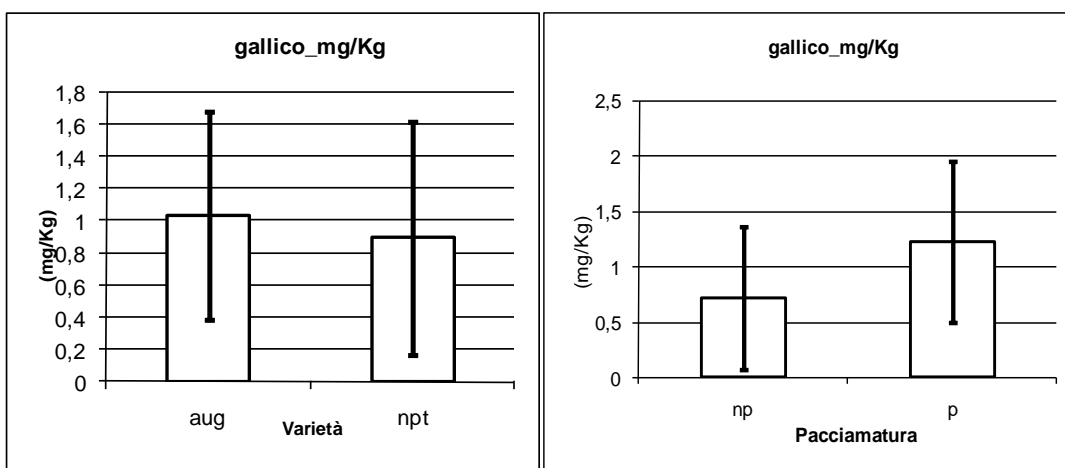 gallico_mg/Kg
1,8
1,6
1,4
1,2
1
0,8
0,6
0,4
0,2
0
(mg/Kg)
aug
npt
Varietà
gallico_mg/Kg
2,5
2
1,5
1
0,5
0
(mg/Kg)
np
p
Pacciamatura